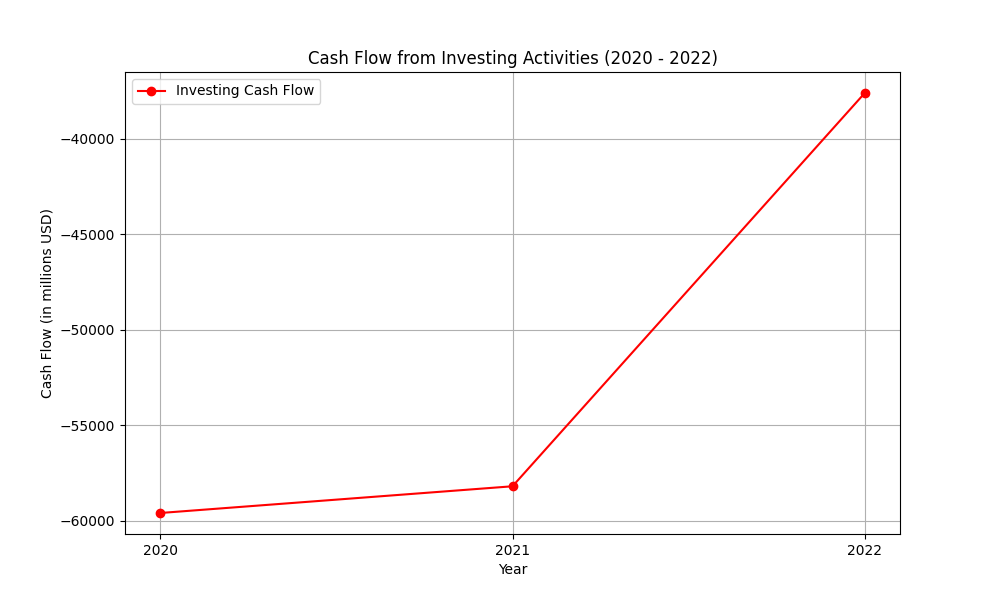 Cash Flow from Investing Activities (2020 - 2022)
Investing Cash Flow
Cash Flow (in millions USD)
−40000
−45000
−50000
−55000
−60000
2020
2021
2022
Year